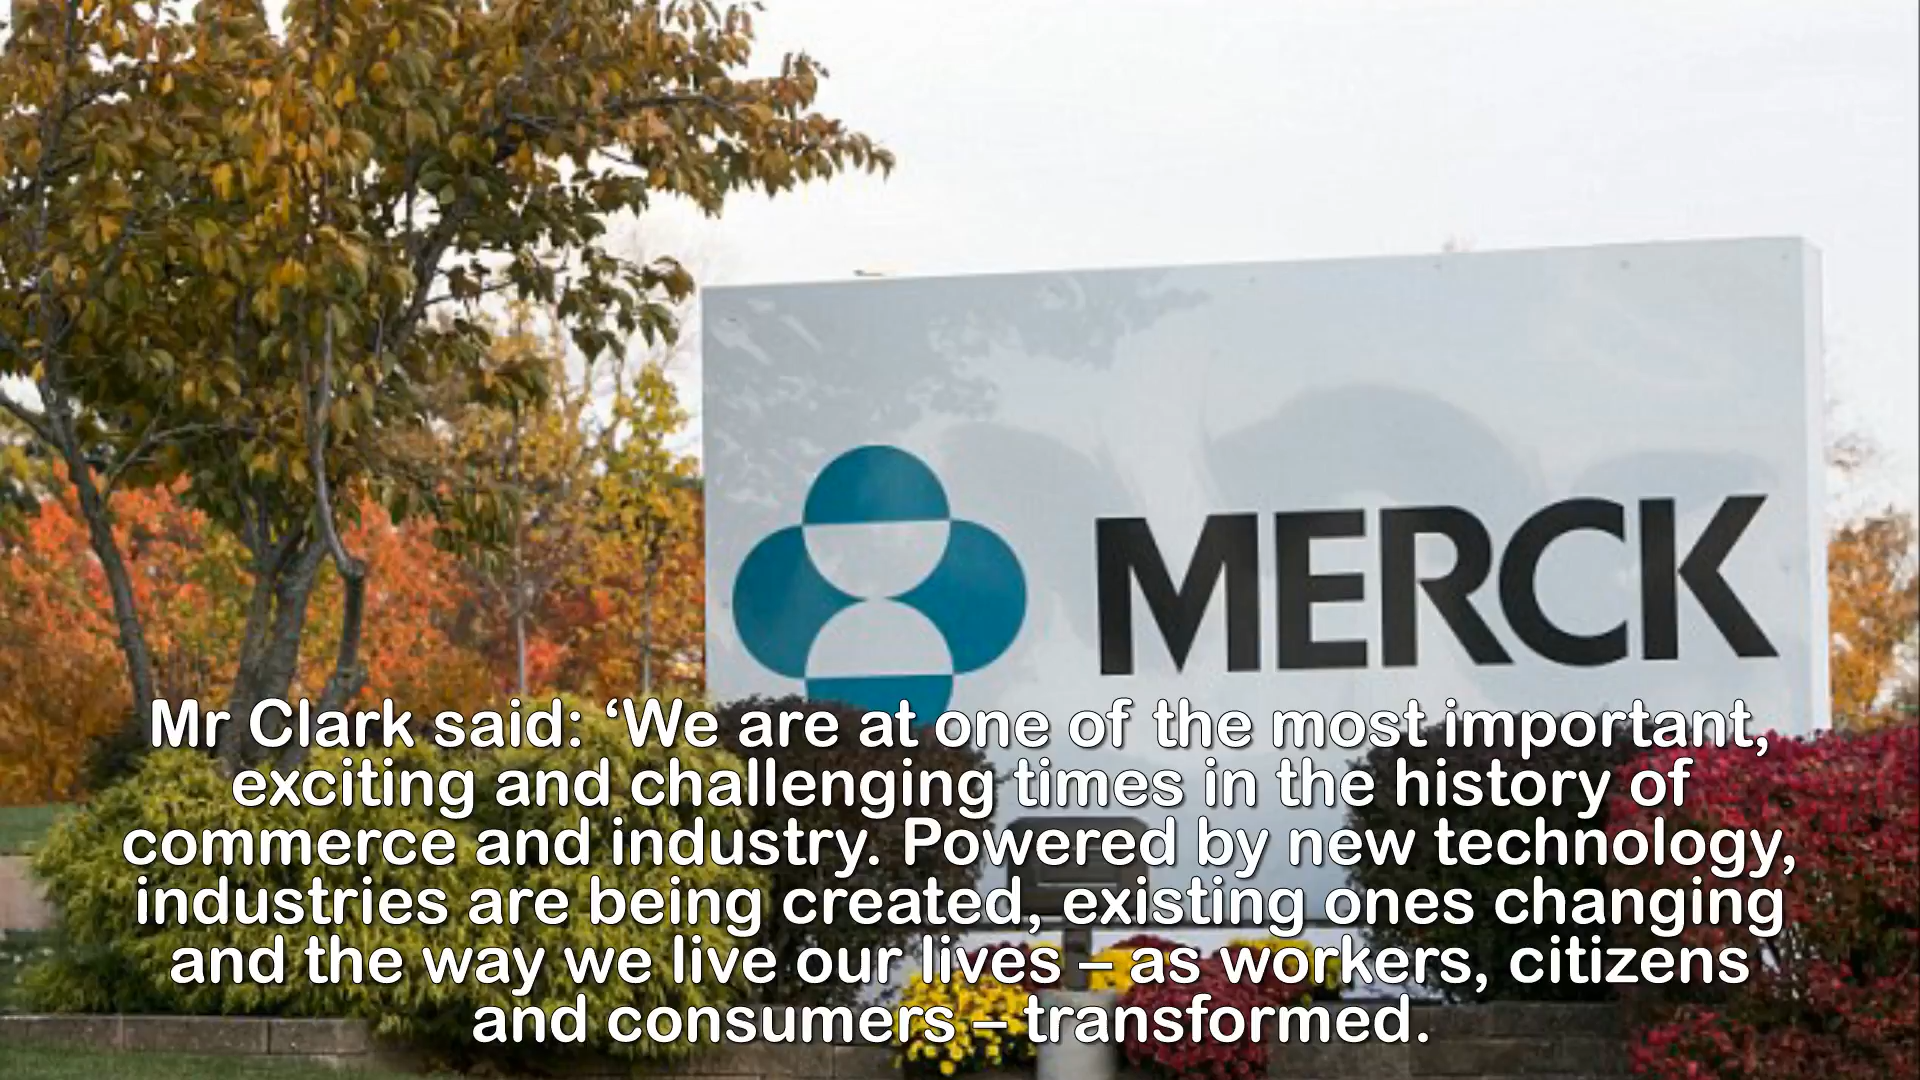 MERCK
Mr Clark said: ‘We are at one of the most important,
exciting and challenging times in the history of
commerce and industry. Powered by new technology,
industries are being created, existing ones changing
and the way we live our lives – as workers, citizens
and consumers – transformed.